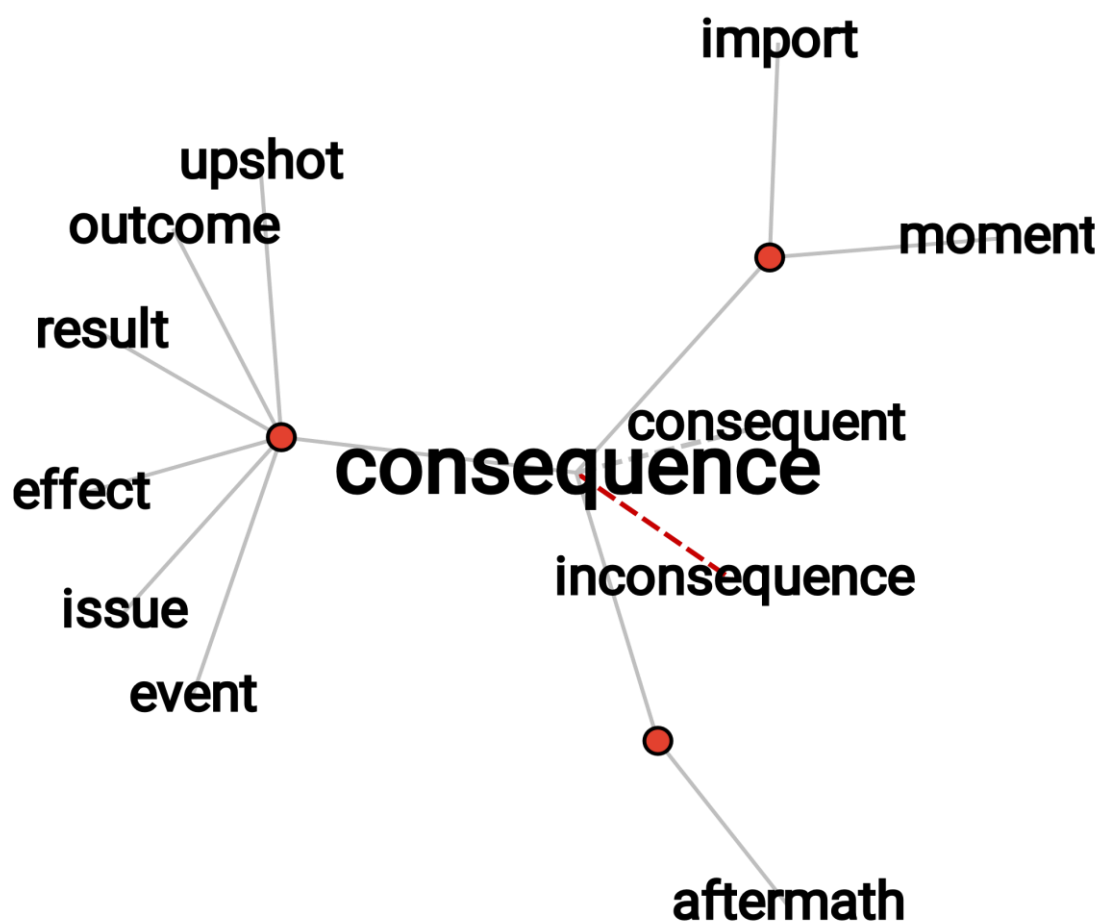 import
upshot
outcome
moment
result
consequent
consequence
effect
inconsequence
issue
event
aftermath